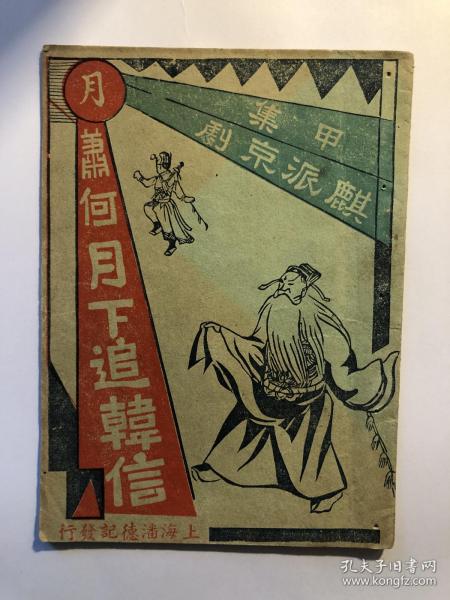 月
蕭何月下追韓信
甲集
麒派京劇
上海潘德記發行
孔夫子旧书网
www.kongfz.com